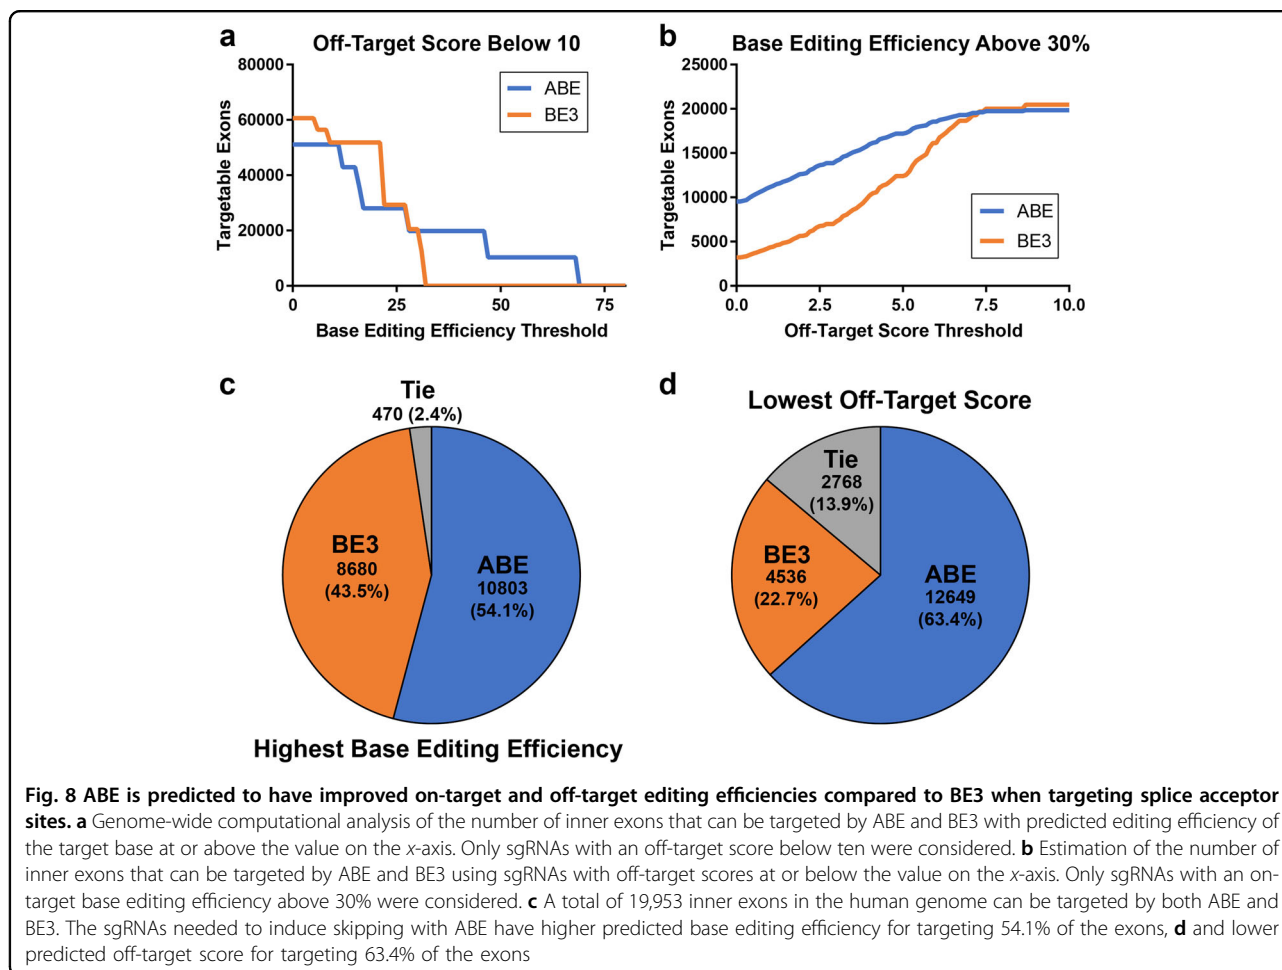 a
Off-Target Score Below 10
80000
60000
40000
20000
0
Targetable Exons
ABE
BE3
0 25 50 75
Base Editing Efficiency Threshold
b
Base Editing Efficiency Above 30%
25000
20000
15000
10000
5000
0
Targetable Exons
ABE
BE3
0.0 2.5 5.0 7.5 10.0
Off-Target Score Threshold
c
Tie
470 (2.4%)
BE3
8680
(43.5%)
ABE
10803
(54.1%)
Highest Base Editing Efficiency
d
Lowest Off-Target Score
Tie
2768
(13.9%)
BE3
4536
(22.7%)
ABE
12649
(63.4%)
Fig. 8 ABE is predicted to have improved on-target and off-target editing efficiencies compared to BE3 when targeting splice acceptor
sites. a Genome-wide computational analysis of the number of inner exons that can be targeted by ABE and BE3 with predicted editing efficiency of
the target base at or above the value on the x-axis. Only sgRNAs with an off-target score below ten were considered. b Estimation of the number of
inner exons that can be targeted by ABE and BE3 using sgRNAs with off-target scores at or below the value on the x-axis. Only sgRNAs with an on-
target base editing efficiency above 30% were considered. c A total of 19,953 inner exons in the human genome can be targeted by both ABE and
BE3. The sgRNAs needed to induce skipping with ABE have higher predicted base editing efficiency for targeting 54.1% of the exons, d and lower
predicted off-target score for targeting 63.4% of the exons